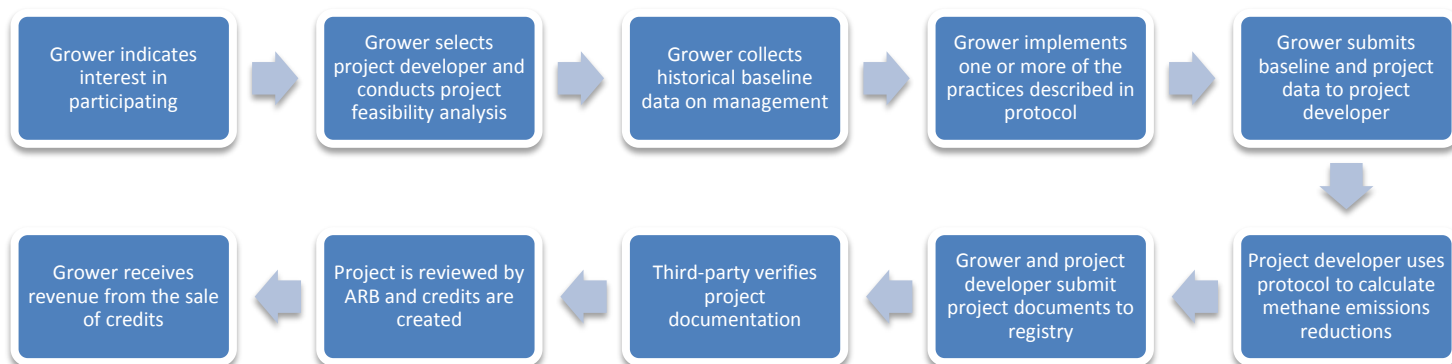 Grower indicates
interest in
participating
Grower selects
project developer and
conducts project
feasibility analysis
Grower collects
historical baseline
data on management
Grower implements
one or more of the
practices described in
protocol
Grower submits
baseline and project
data to project
developer
Project developer uses
protocol to calculate
methane emissions
reductions
Grower and project
developer submit
project documents to
registry
Third-party verifies
project
documentation
Project is reviewed by
ARB and credits are
created
Grower receives
revenue from the sale
of credits